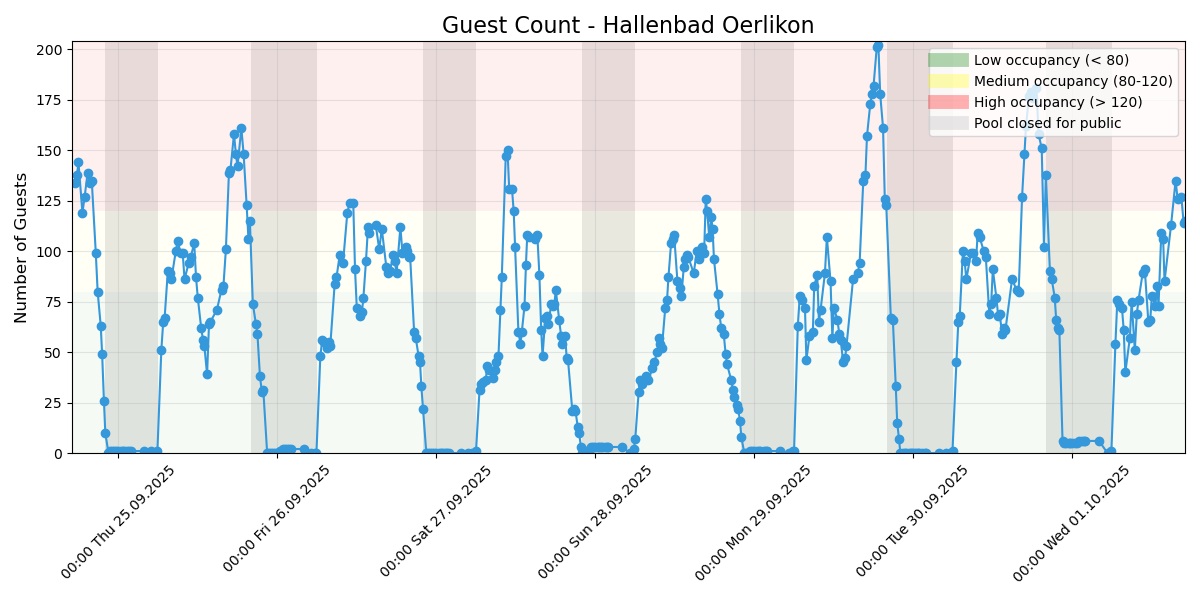 Guest Count - Hallenbad Oerlikon
Number of Guests
200
175
150
125
100
75
50
25
0
Low occupancy (< 80)
Medium occupancy (80-120)
High occupancy (> 120)
Pool closed for public
00:00 Thu 25.09.2025
00:00 Fri 26.09.2025
00:00 Sat 27.09.2025
00:00 Sun 28.09.2025
00:00 Mon 29.09.2025
00:00 Tue 30.09.2025
00:00 Wed 01.10.2025